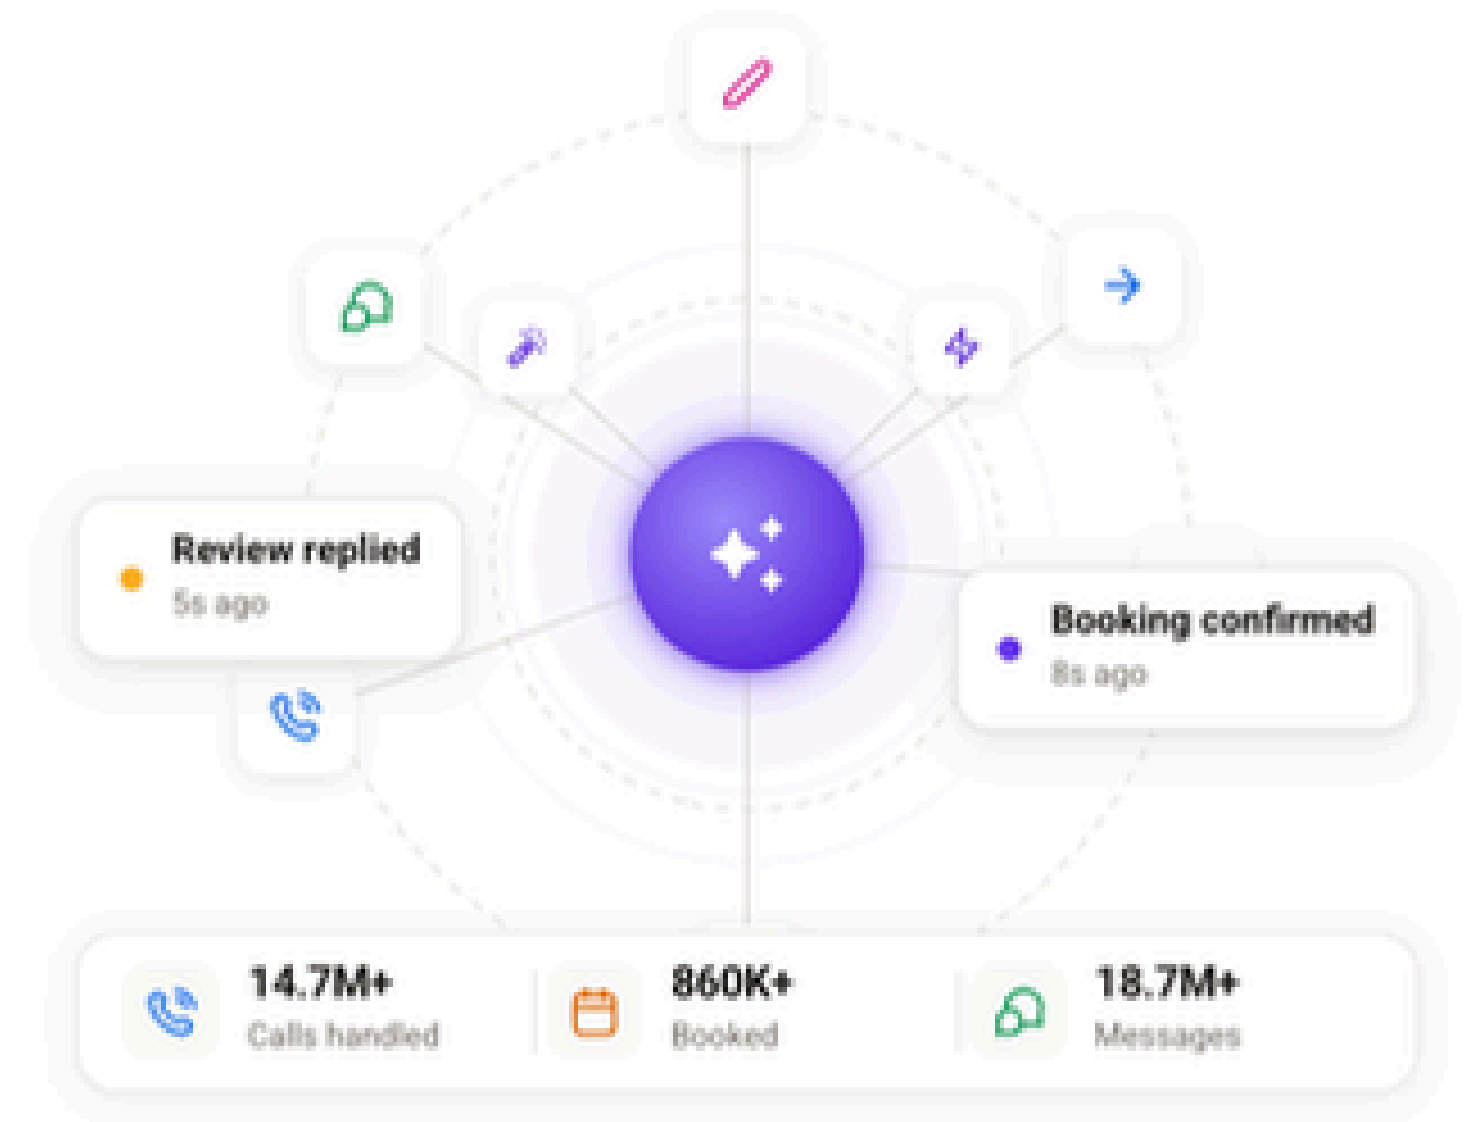 Review replied
5s ago
Booking confirmed
8s ago
14.7M+
Calls handled
860K+
Booked
18.7M+
Messages